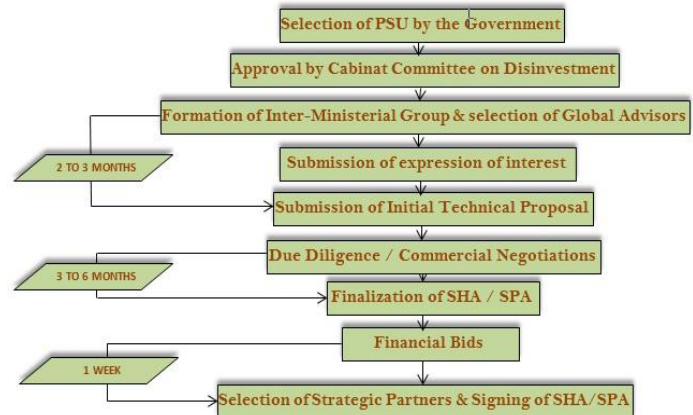 Selection of PSU by the Government
Approval by Cabinat Committee on Disinvestment
Formation of Inter-Ministerial Group & selection of Global Advisors
2 TO 3 MONTHS
Submission of expression of interest
Submission of Initial Technical Proposal
Due Diligence / Commercial Negotiations
3 TO 6 MONTHS
Finalization of SHA / SPA
Financial Bids
1 WEEK
Selection of Strategic Partners & Signing of SHA/SPA